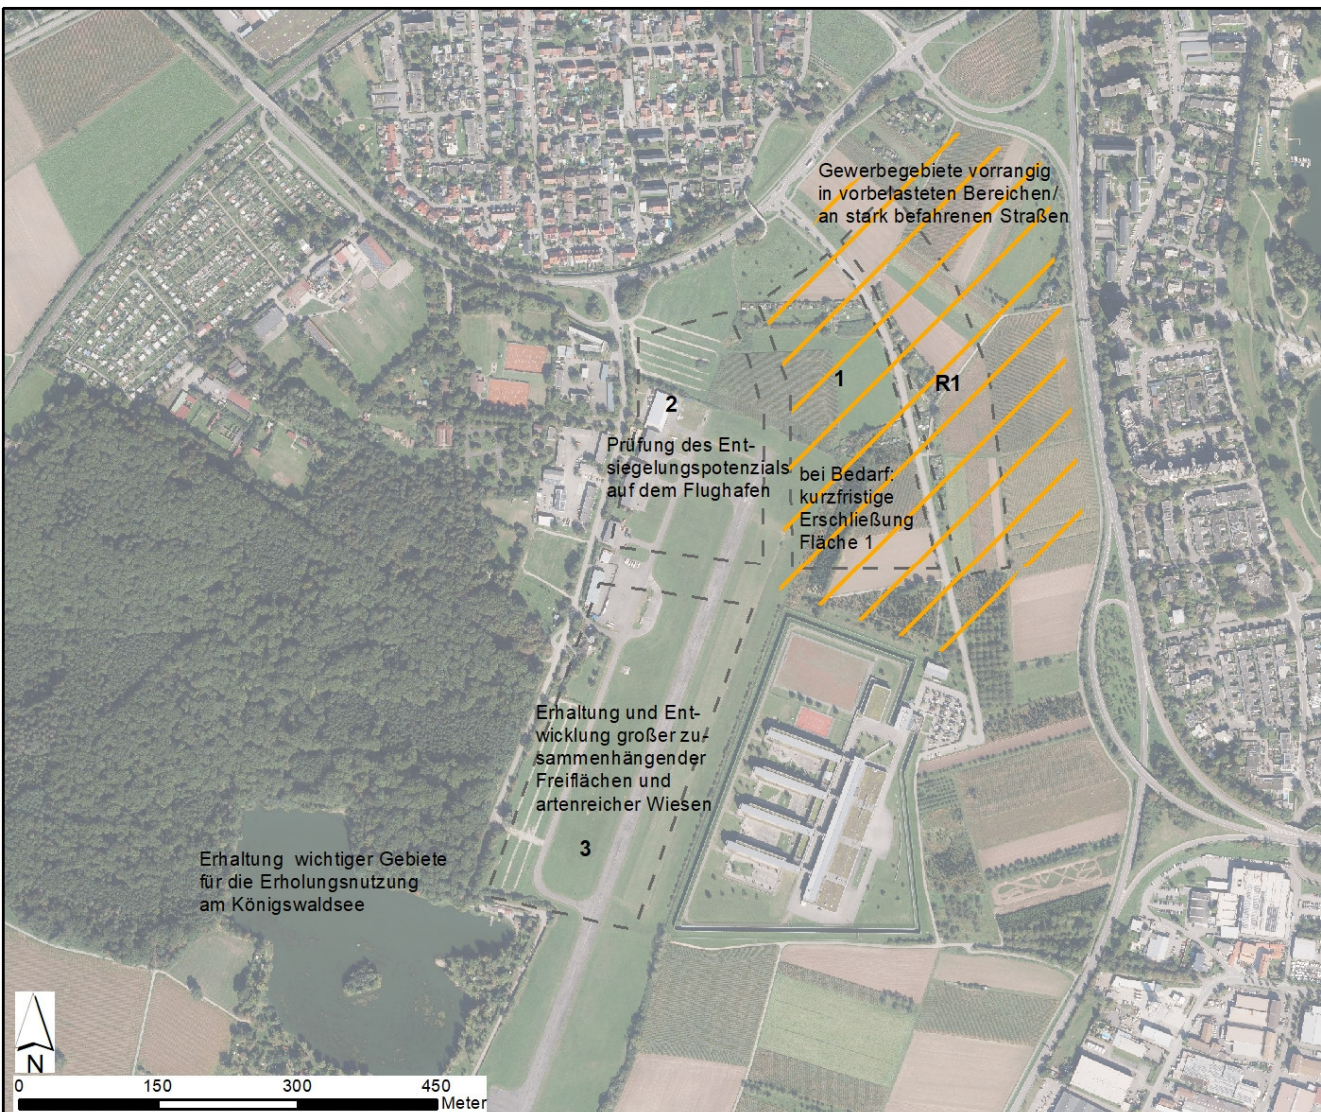 Gewerbegebiete vorrangig
in vorbelasteten Bereichen/
an stark befahrenen Straßen
1
R1
2
Prüfung des Ent-
siegelungspotenzials
auf dem Flughafen
bei Bedarf:
kurzfristige
Erschließung
Fläche 1
Erhaltung und Ent-
wicklung großer zu-
sammenhängender
Freiflächen und
artenreicher Wiesen
3
Erhaltung wichtiger Gebiete
für die Erholungsnutzung
am Königswaldsee
N
0 150 300 450
Meter